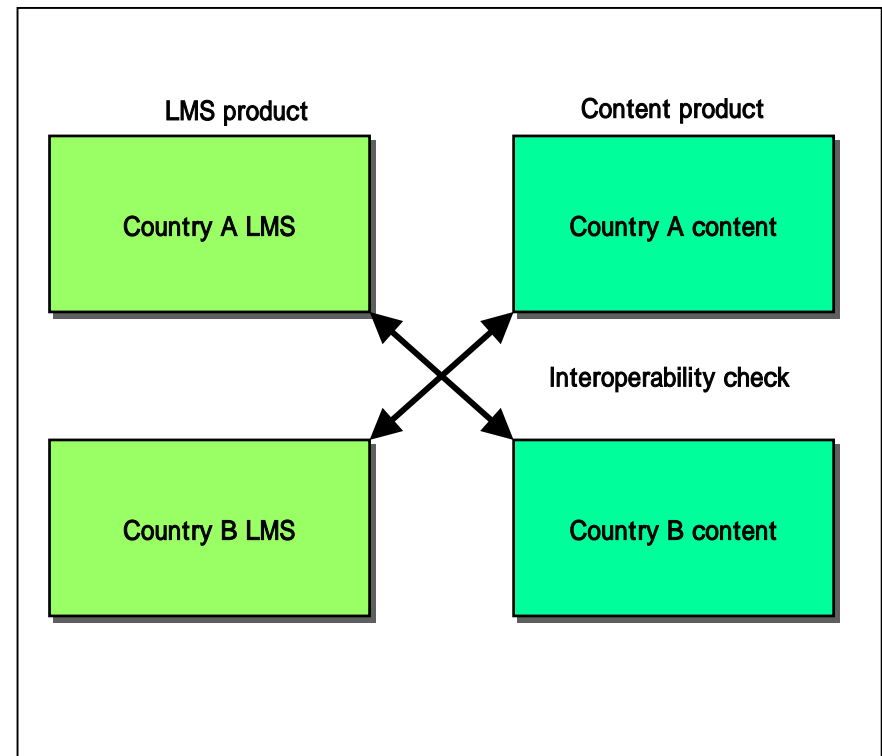 LMS product
Content product
Country A LMS
Country A content
Interoperability check
Country B LMS
Country B content